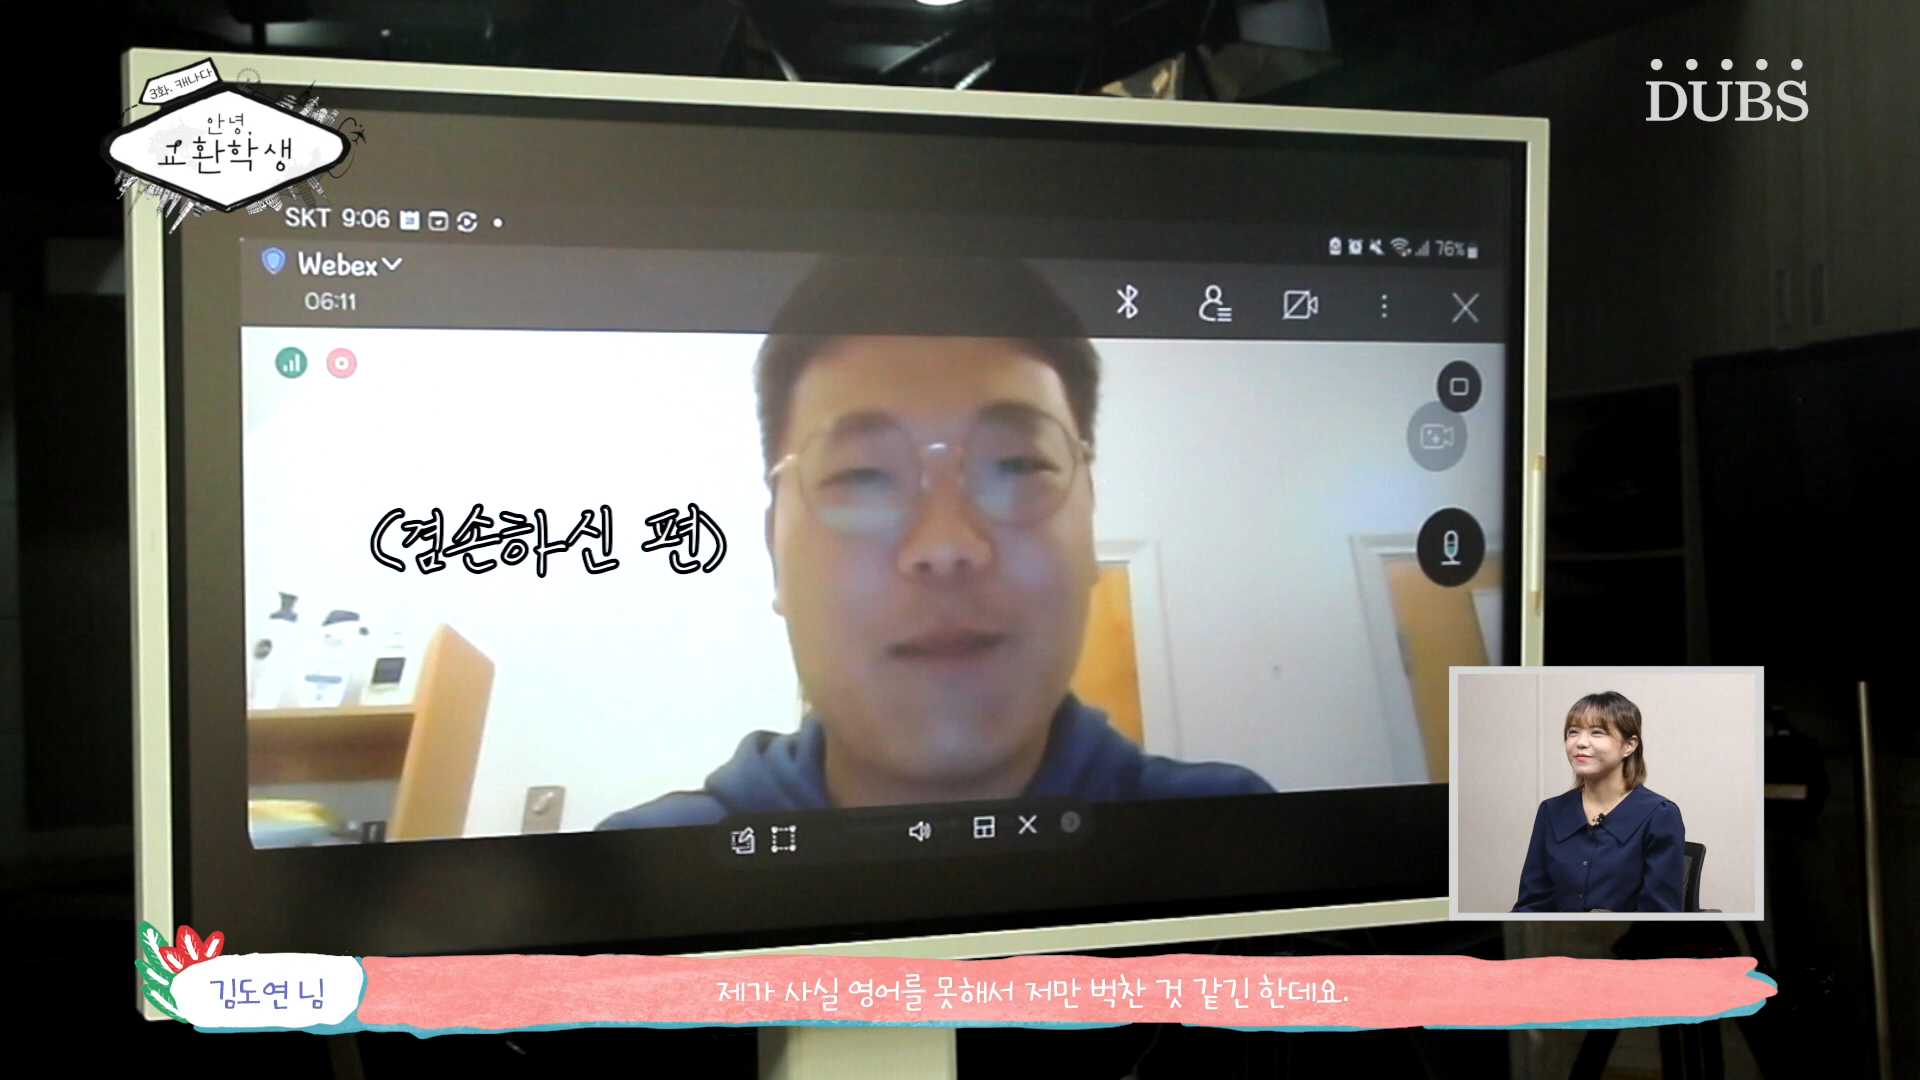 3화. 캐나다
안녕,
교환학생
DUBS
SKT 9:06
76%
Webex
06:11
(겸손하신 편)
김도연 님
제가 사실 영어를 못해서 저만 벅찬 것 같긴 한데요.